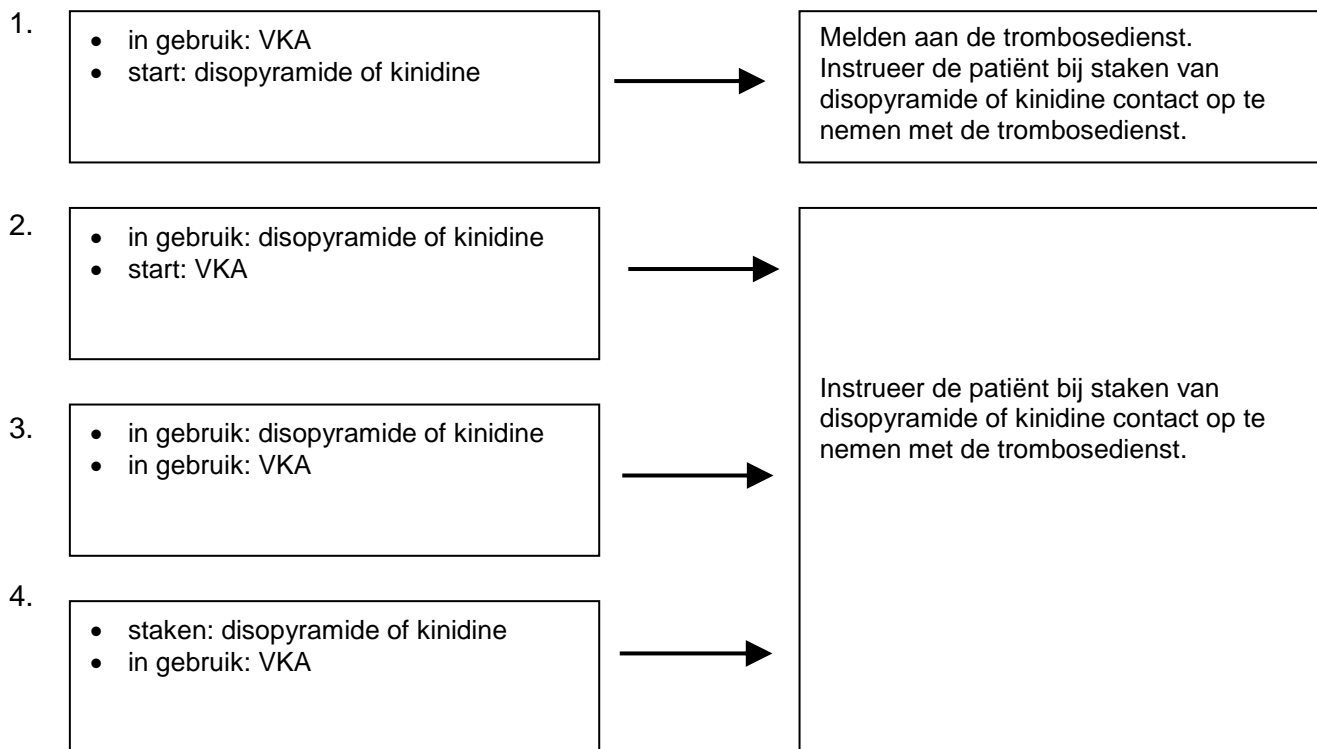 1.
• in gebruik: VKA
• start: disopyramide of kinidine
Melden aan de trombosedienst.
Instrueer de patiënt bij staken van
disopyramide of kinidine contact op te
nemen met de trombosedienst.
2.
• in gebruik: disopyramide of kinidine
• start: VKA
3.
• in gebruik: disopyramide of kinidine
• in gebruik: VKA
4.
• staken: disopyramide of kinidine
• in gebruik: VKA
Instrueer de patiënt bij staken van
disopyramide of kinidine contact op te
nemen met de trombosedienst.